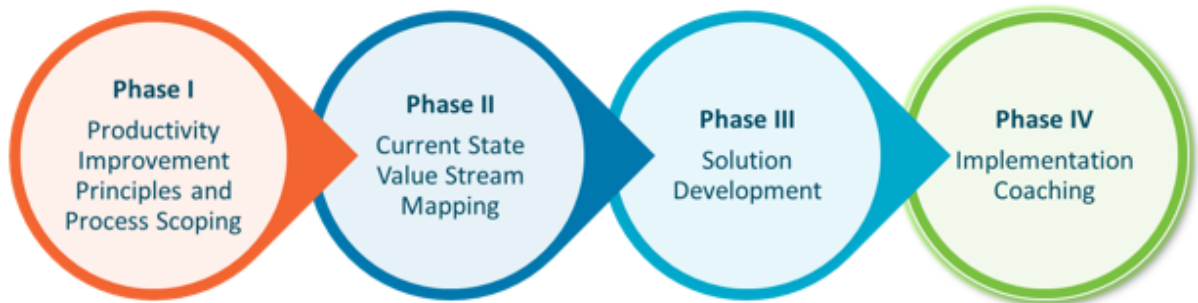 Phase I
Productivity
Improvement
Principles and
Process Scoping
Phase II
Current State
Value Stream
Mapping
Phase III
Solution
Development
Phase IV
Implementation
Coaching